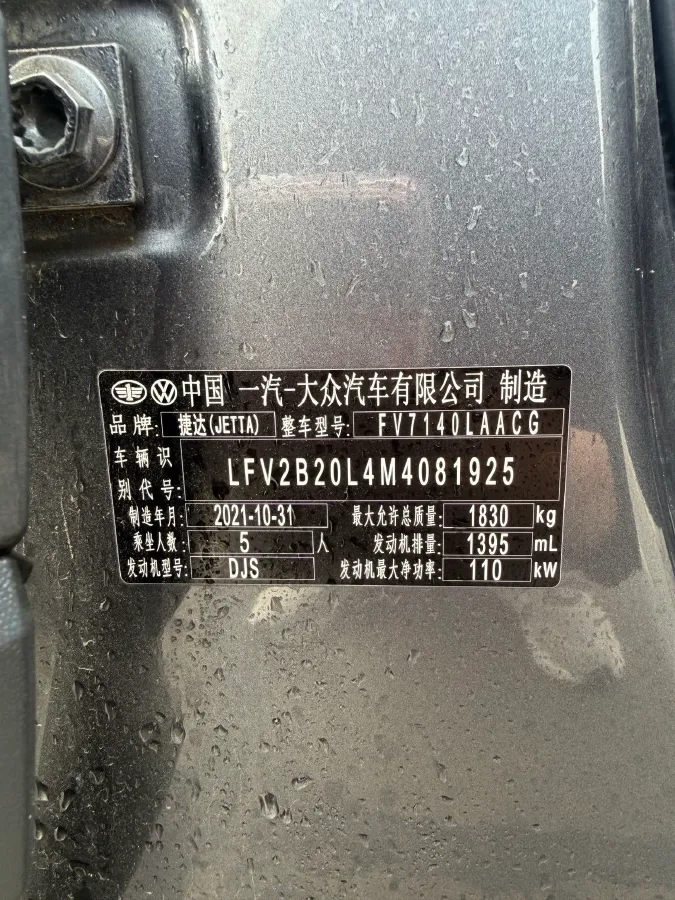 中国 一汽-大众汽车有限公司 制造
品牌: 捷达(JETTA) 整车型号: FV7140LAACG
车辆识
别代号: LFV2B20L4M4081925
制造年月: 2021-10-31 最大允许总质量: 1830 kg
乘坐人数: 5 人 发动机排量: 1395 mL
发动机型号: DJS 发动机最大净功率: 110 kW